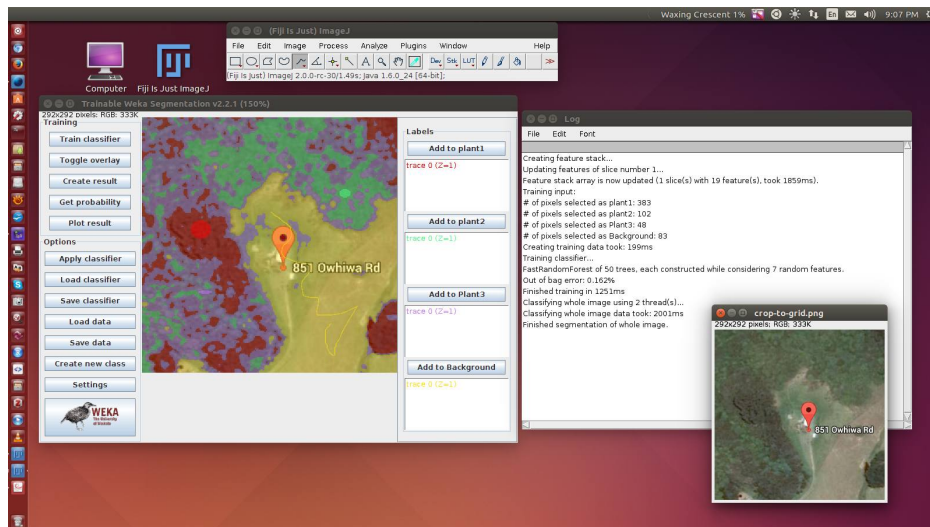 Waxing Crescent 1% En 9:07 PM
(Fiji Is Just) ImageJ
File Edit Image Process Analyze Plugins Window Help
Dev Stk LUT
(Fiji Is Just) ImageJ 2.0.0-rc-30/1.49s; Java 1.6.0_24 [64-bit];
Computer Fiji Is Just ImageJ
Trainable Weka Segmentation v2.2.1 (150%)
292x292 pixels; RGB; 333K
Training
Train classifier
Toggle overlay
Create result
Get probability
Plot result
Options
Apply classifier
Load classifier
Save classifier
Load data
Save data
Create new class
Settings
WEKA
The University
of Waikato
851 Owhiwa Rd
Labels
Add to plant1
trace 0 (Z=1)
Add to plant2
trace 0 (Z=1)
Add to Plant3
trace 0 (Z=1)
Add to Background
trace 0 (Z=1)
Log
File Edit Font
Creating feature stack...
Updating features of slice number 1...
Feature stack array is now updated (1 slice(s) with 19 feature(s), took 1859ms).
Training input:
# of pixels selected as plant1: 383
# of pixels selected as plant2: 102
# of pixels selected as Plant3: 48
# of pixels selected as Background: 83
Creating training data took: 199ms
Training classifier...
FastRandomForest of 50 trees, each constructed while considering 7 random features.
Out of bag error: 0.162%
Finished training in 1251ms
Classifying whole image using 2 thread(s)...
Classifying whole image data took: 2001ms
Finished segmentation of whole image.
crop-to-grid.png
292x292 pixels; RGB; 333K
851 Owhiwa Rd